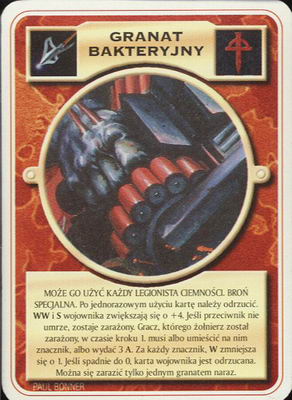 GRANAT
BAKTERYJNY
MOŻE GO UŻYĆ KAŻDY LEGIONISTA CIEMNOŚCI. BROŃ
SPECJALNA. Po jednorazowym użyciu kartę należy odrzucić.
WW i S wojownika zwiększają się o +4. Jeśli przeciwnik nie
umrze, zostaje zarażony. Gracz, którego żołnierz został
zarażony, w czasie kroku 1. musi albo umieścić na nim
znacznik, albo wydać 3 A. Za każdy znacznik, W zmniejsza
się o 1. Jeśli spadnie do 0, karta wojownika jest odrzucana.
Można się zarazić tylko jednym granatem naraz.
PAUL BONNER